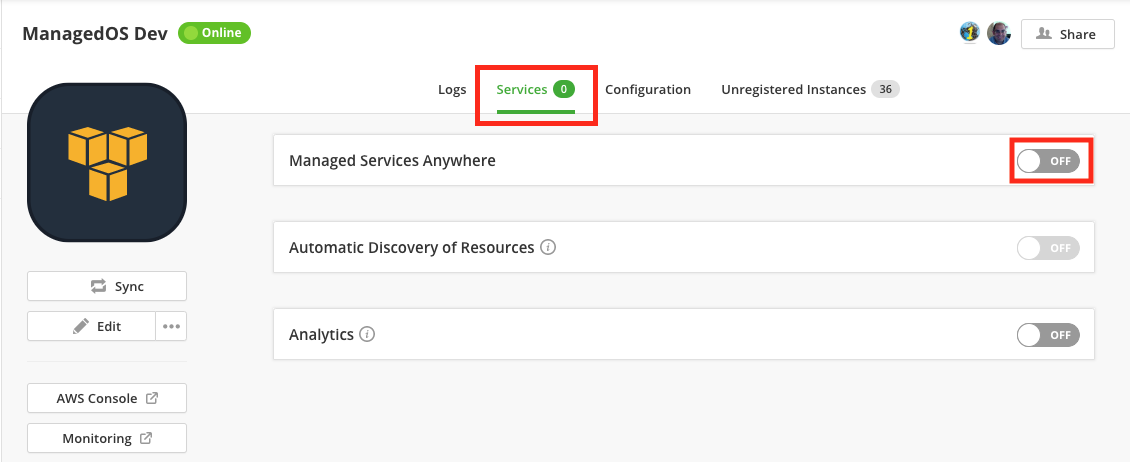 ManagedOS Dev Online Share
Logs Services 0 Configuration Unregistered Instances 36
Managed Services Anywhere OFF
Automatic Discovery of Resources i OFF
Sync
Edit
Analytics i OFF
AWS Console
Monitoring